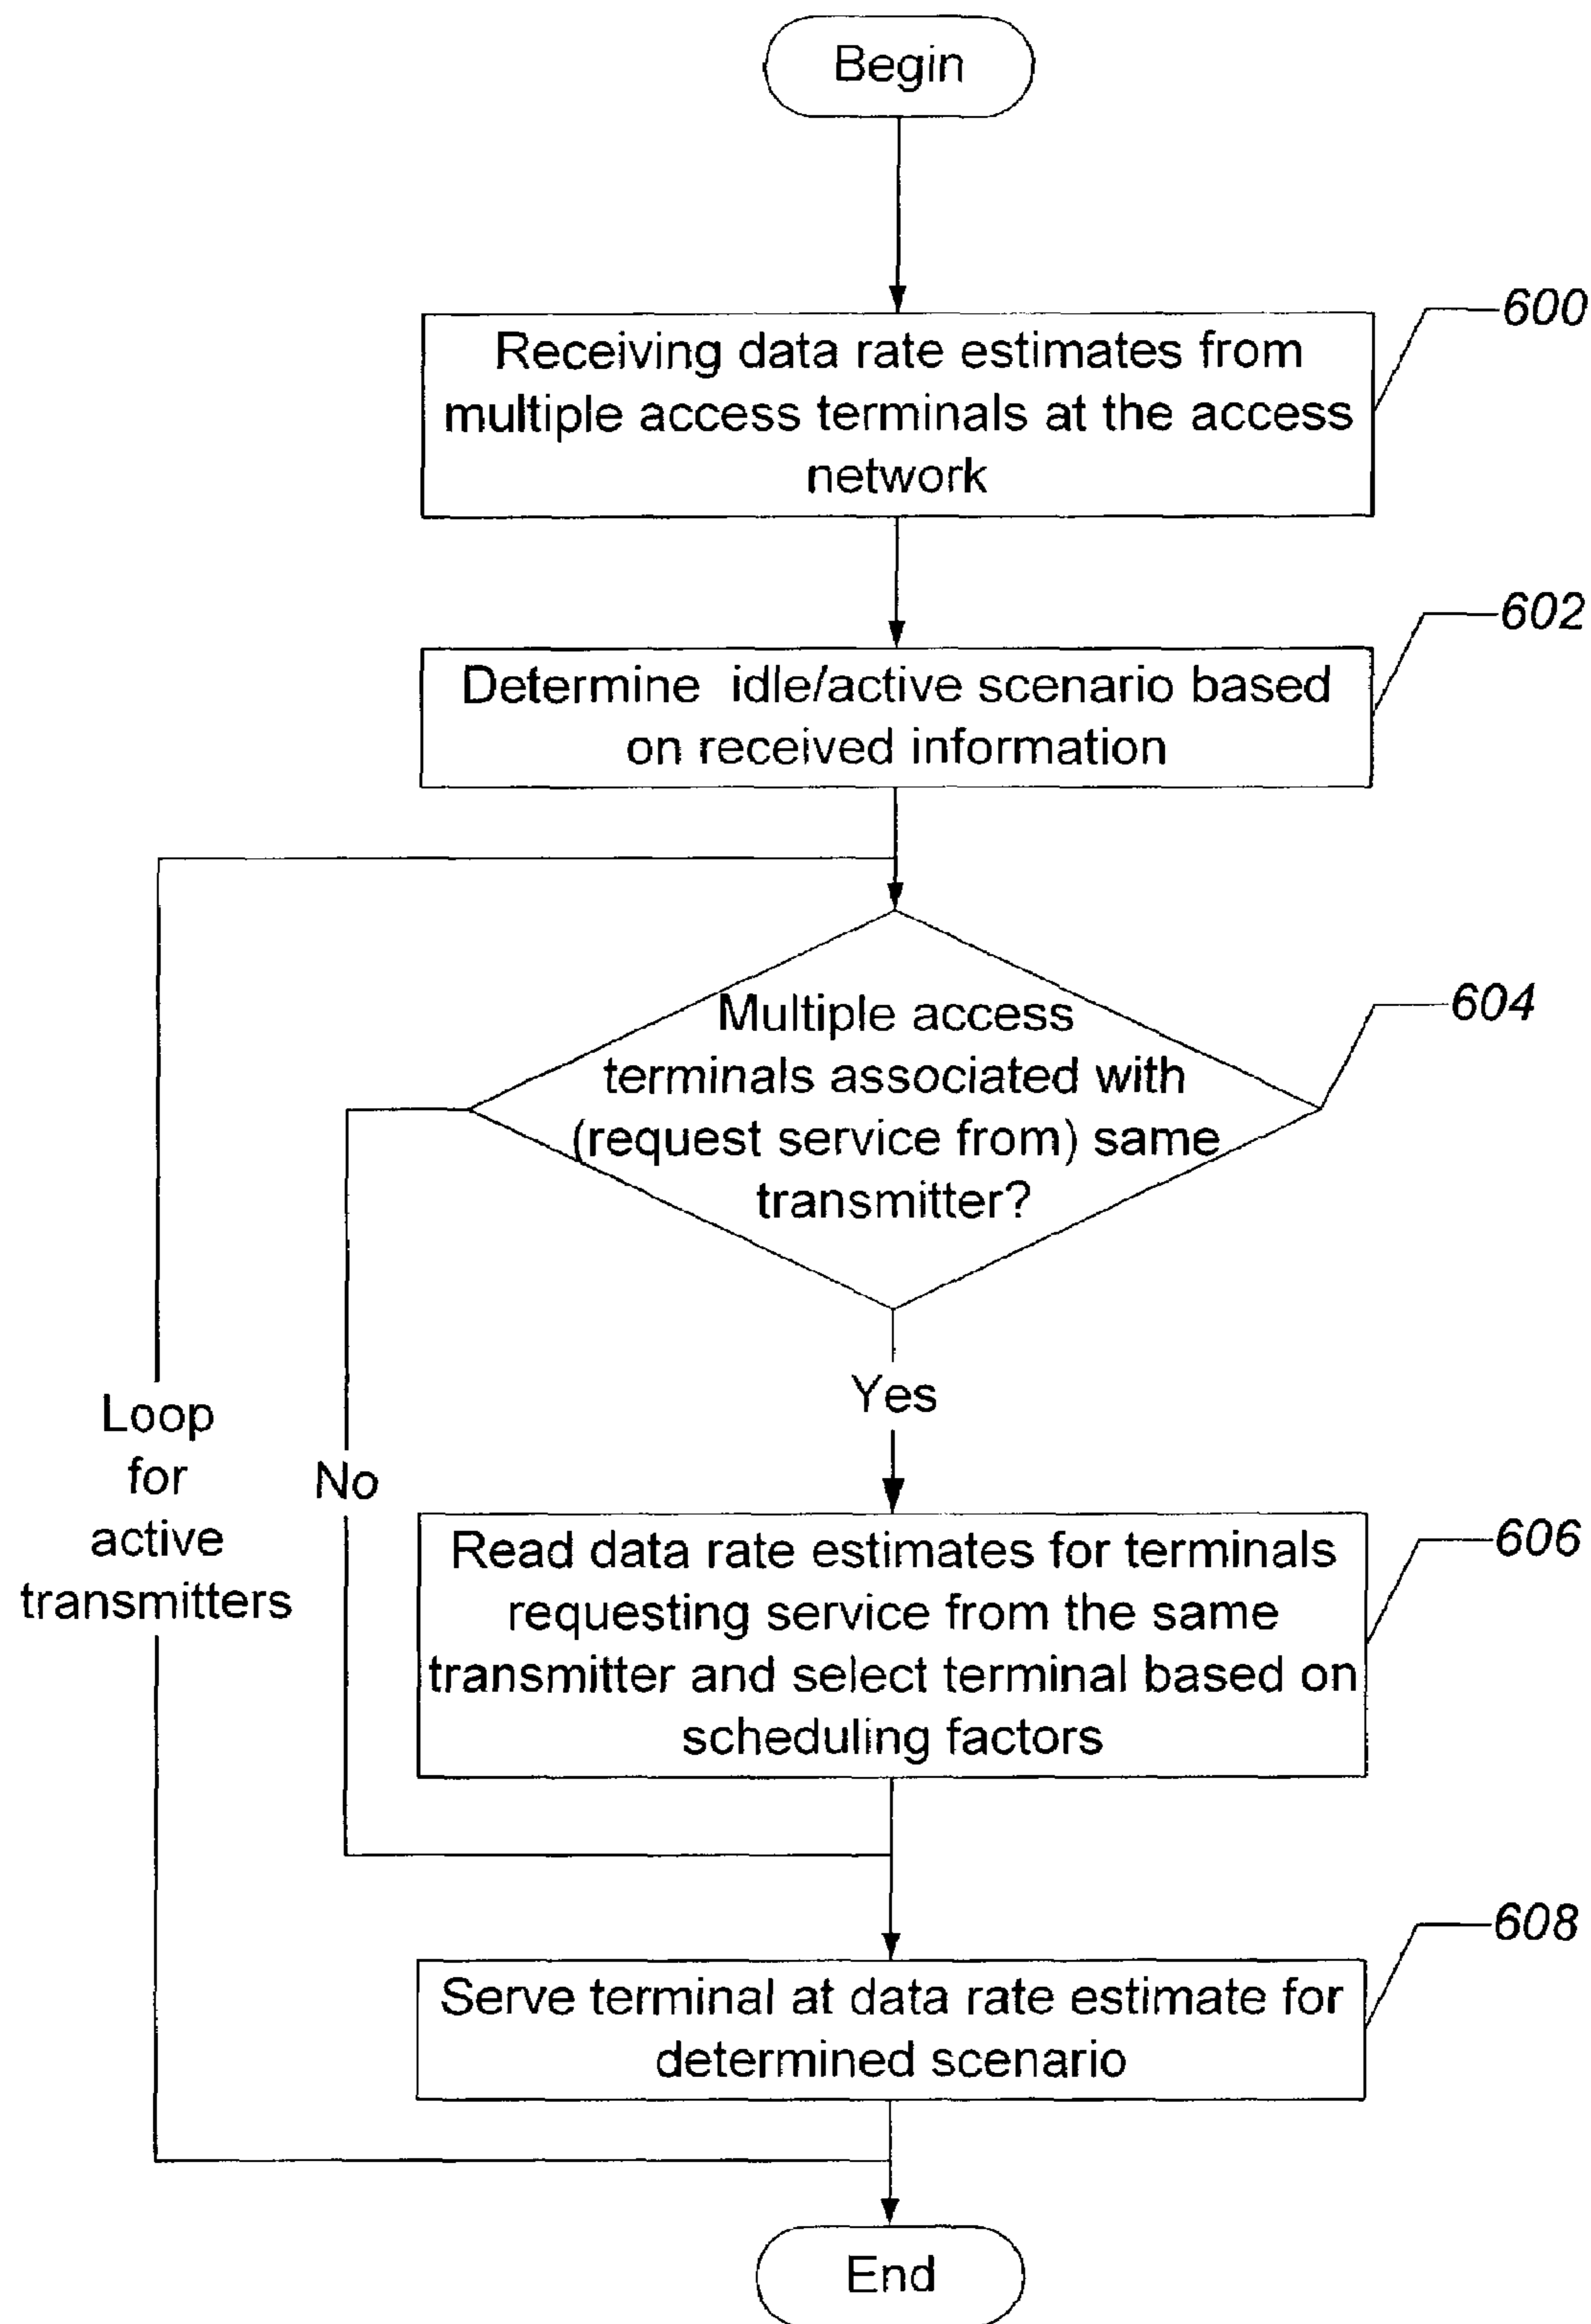 Begin
600
Receiving data rate estimates from
multiple access terminals at the access
network
602
Determine idle/active scenario based
on received information
604
Multiple access
terminals associated with
(request service from) same
transmitter?
Yes
No
Loop
for
active
transmitters
606
Read data rate estimates for terminals
requesting service from the same
transmitter and select terminal based on
scheduling factors
608
Serve terminal at data rate estimate for
determined scenario
End